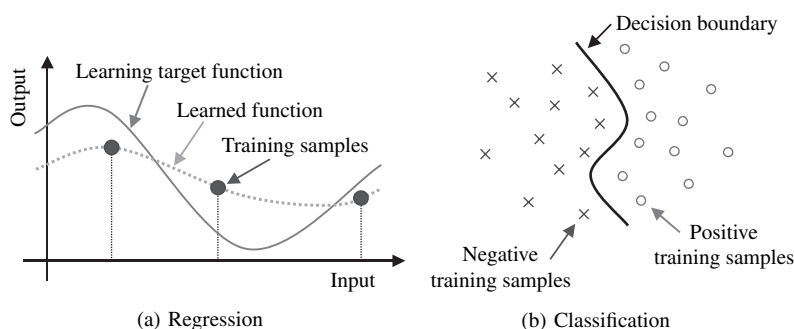 Output
Learning target function
Learned function
Training samples
Input
(a) Regression
Decision boundary
Negative
training samples
Positive
training samples
(b) Classification